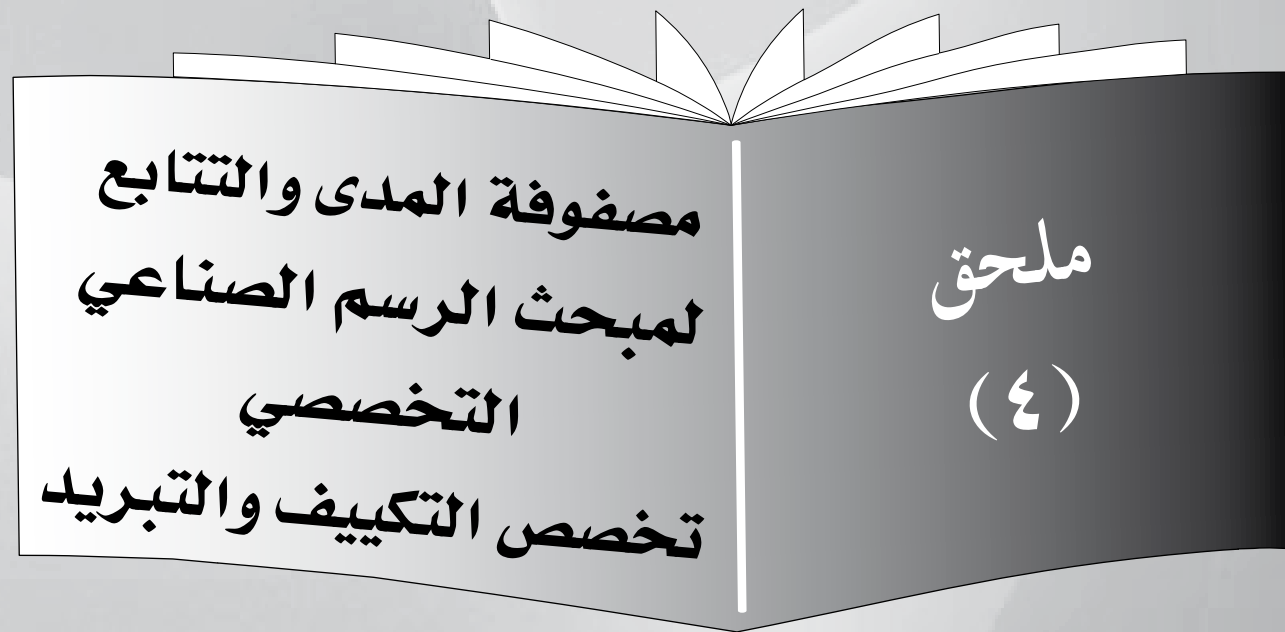 ملحق
(٤)
مصفوفة المدى والتتابع
لمبحث الرسم الصناعي
التخصصي
تخصص التكييف والتبريد